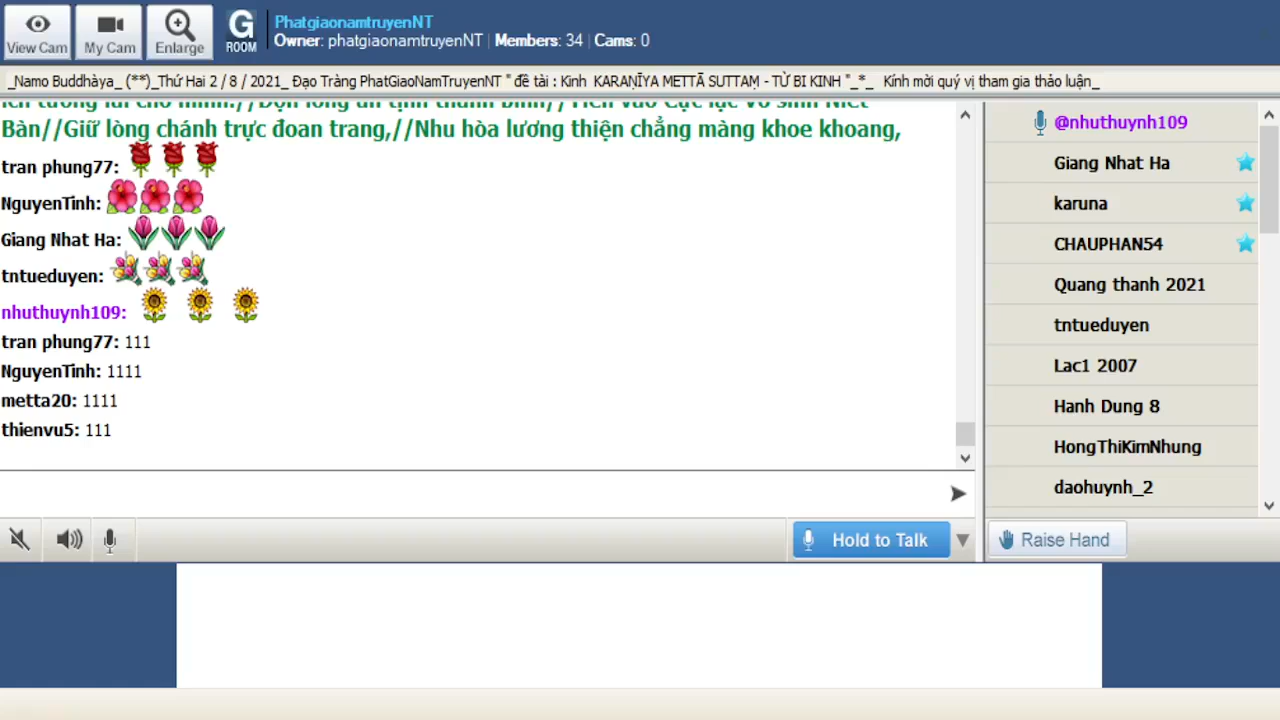 PhatgiaonamtruyenNT
Owner: phatgiaonamtruyenNT | Members: 34 | Cams: 0
View Cam
My Cam
Enlarge
G
ROOM
_Namo Buddhàya_ (**)_Thứ Hai 2 / 8 / 2021_ Đạo Tràng PhatGiaoNamTruyenNT " đề tài : Kinh KARAṆĪYA METTĀ SUTTAṂ - TỪ BI KINH "_*_ Kính mời quý vị tham gia thảo luận_
Bàn//Giữ lòng chánh trực đoan trang,//Nhu hòa lương thiện chẳng màng khoe khoang,
tran phung77:
NguyenTinh:
Giang Nhat Ha:
tntueduyen:
nhuthuynh109:
tran phung77: 111
NguyenTinh: 1111
metta20: 1111
thienvu5: 111
@nhuthuynh109
Giang Nhat Ha
karuna
CHAUPHAN54
Quang thanh 2021
tntueduyen
Lac1 2007
Hanh Dung 8
HongThiKimNhung
daohuynh_2
Hold to Talk
Raise Hand